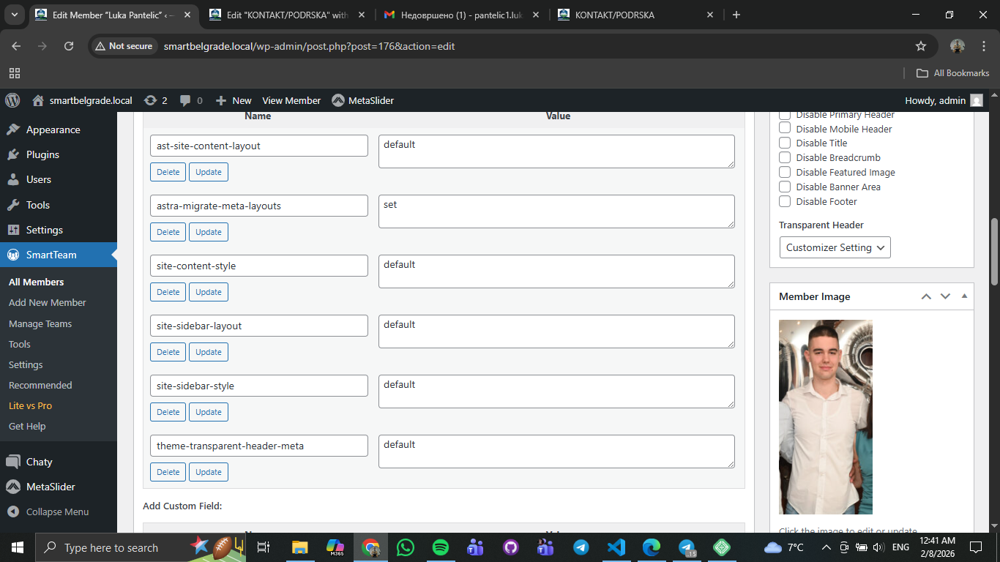 Edit Member “Luka Pantelic” ‹ —
Edit “KONTAKT/PODRSKA” with
Недовршено (1) - pantelic1.luk
KONTAKT/PODRSKA
Not secure
smartbelgrade.local/wp-admin/post.php?post=176&action=edit
All Bookmarks
smartbelgrade.local
2
0
New
View Member
MetaSlider
Howdy, admin
Appearance
Plugins
Users
Tools
Settings
SmartTeam
All Members
Add New Member
Manage Teams
Tools
Settings
Recommended
Lite vs Pro
Get Help
Chaty
MetaSlider
Collapse Menu
Name
Value
ast-site-content-layout
default
Delete
Update
astra-migrate-meta-layouts
set
Delete
Update
site-content-style
default
Delete
Update
site-sidebar-layout
default
Delete
Update
site-sidebar-style
default
Delete
Update
theme-transparent-header-meta
default
Delete
Update
Add Custom Field:
Name
Value
Disable Primary Header
Disable Mobile Header
Disable Title
Disable Breadcrumb
Disable Featured Image
Disable Banner Area
Disable Footer
Transparent Header
Customizer Setting
Member Image
Click the image to edit or update
Type here to search
M365
15
7°C
ENG
12:41 AM
2/8/2026